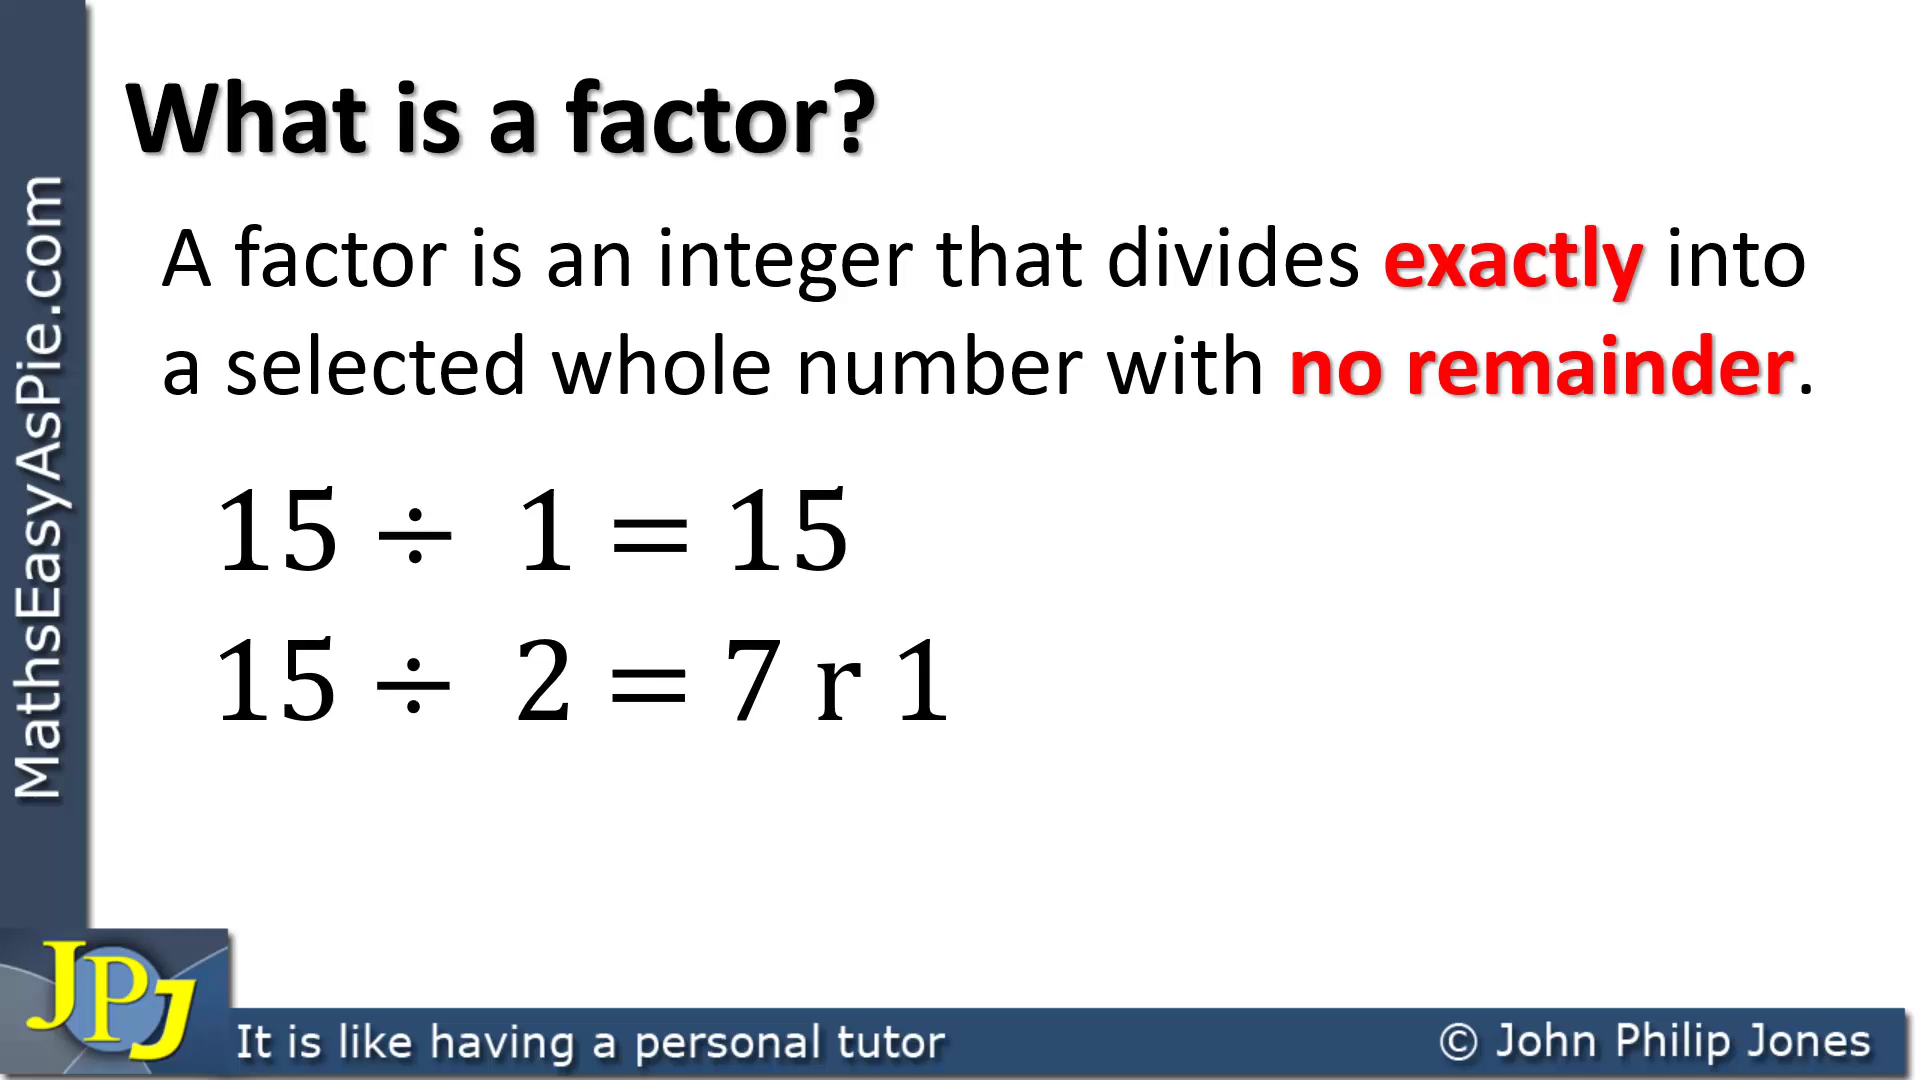 What is a factor?
A factor is an integer that divides exactly into
a selected whole number with no remainder.
15 ÷ 1 = 15
15 ÷ 2 = 7 r 1
MathsEasyAsPie.com
JPJ
It is like having a personal tutor
© John Philip Jones